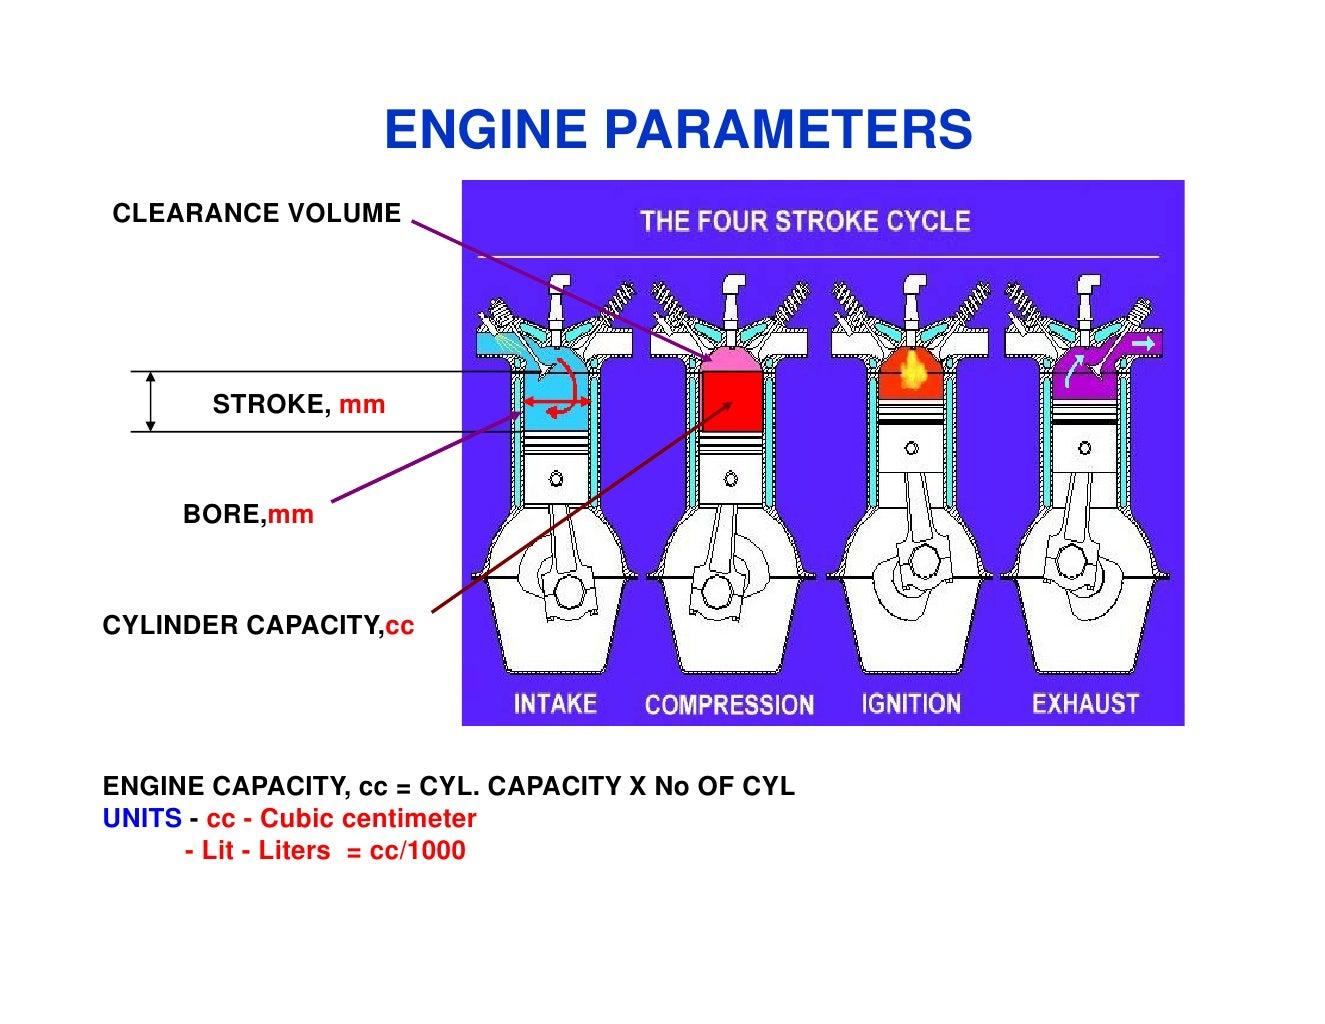 ENGINE PARAMETERS
CLEARANCE VOLUME
THE FOUR STROKE CYCLE
STROKE, mm
BORE,mm
CYLINDER CAPACITY,cc
INTAKE
COMPRESSION
IGNITION
EXHAUST
ENGINE CAPACITY, cc = CYL. CAPACITY X No OF CYL
UNITS - cc - Cubic centimeter
- Lit - Liters = cc/1000